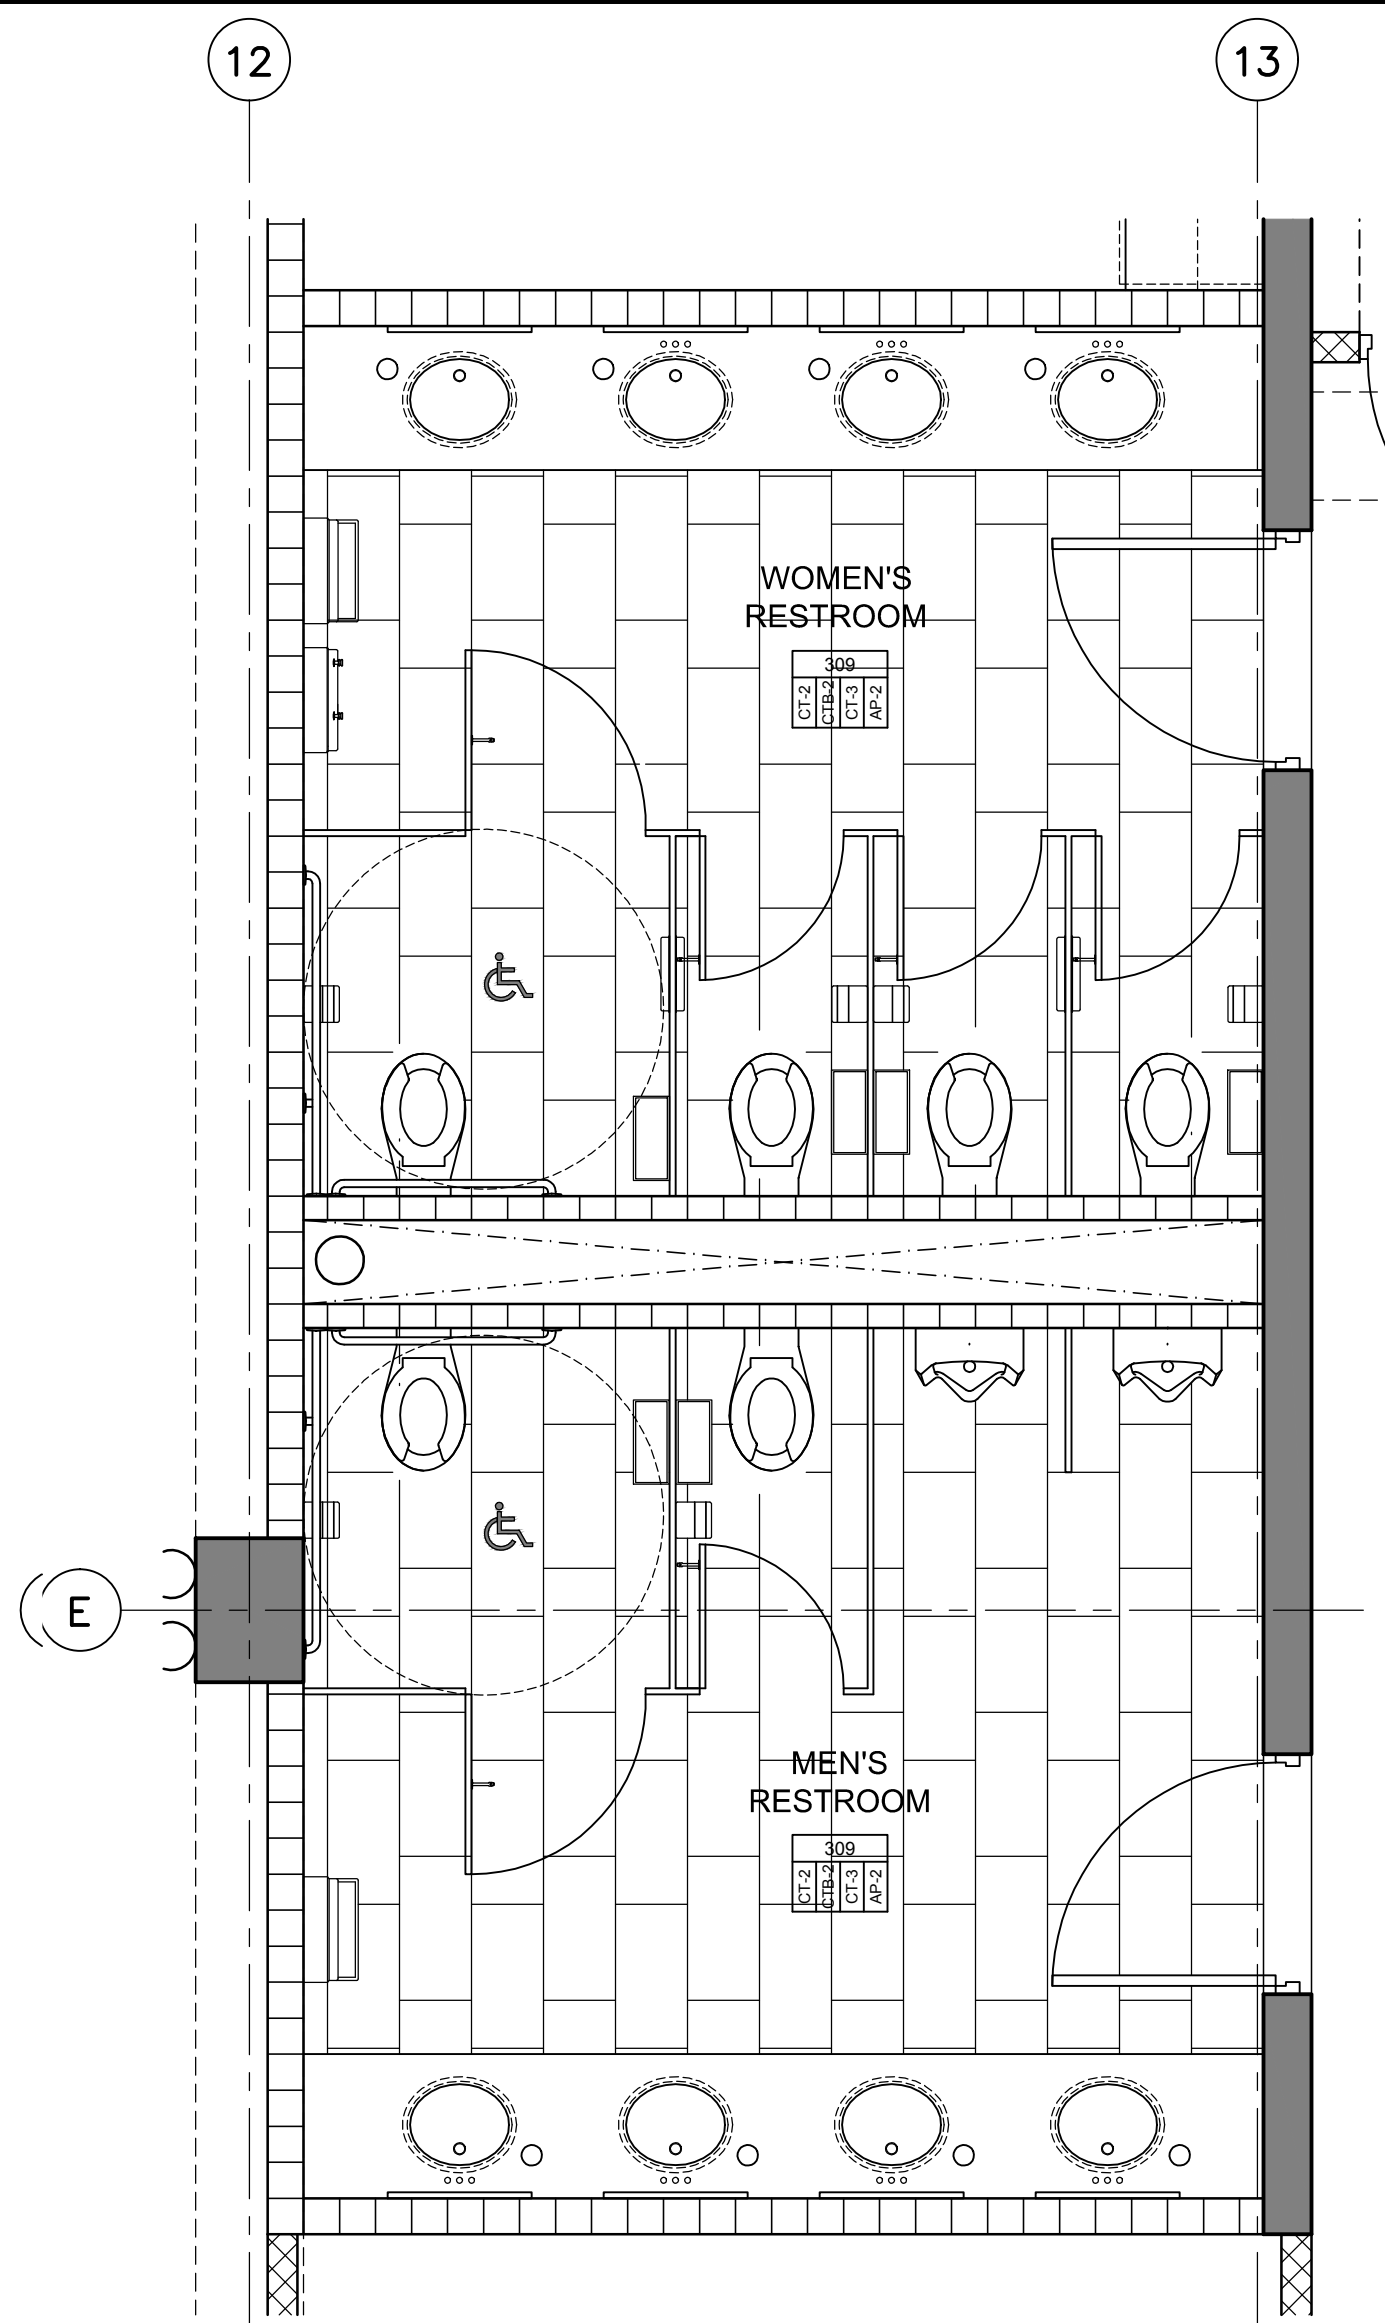 12
13
WOMEN'S
RESTROOM
309
CT-2
CTB-2
CT-3
AP-2
E
MEN'S
RESTROOM
309
CT-2
CTB-2
CT-3
AP-2